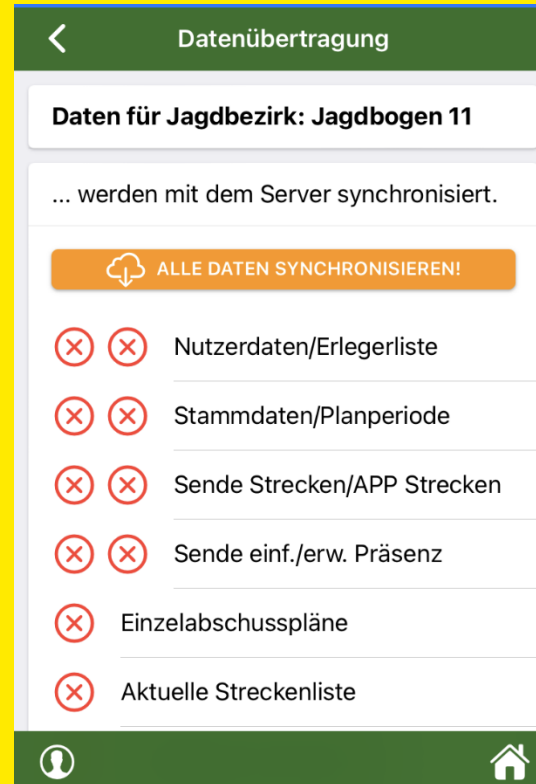 Datenübertragung
Daten für Jagdbezirk: Jagdbogen 11
... werden mit dem Server synchronisiert.
ALLE DATEN SYNCHRONISIEREN!
Nutzerdaten/Erlegerliste
Stammdaten/Planperiode
Sende Strecken/APP Strecken
Sende einf./erw. Präsenz
Einzelabschusspläne
Aktuelle Streckenliste